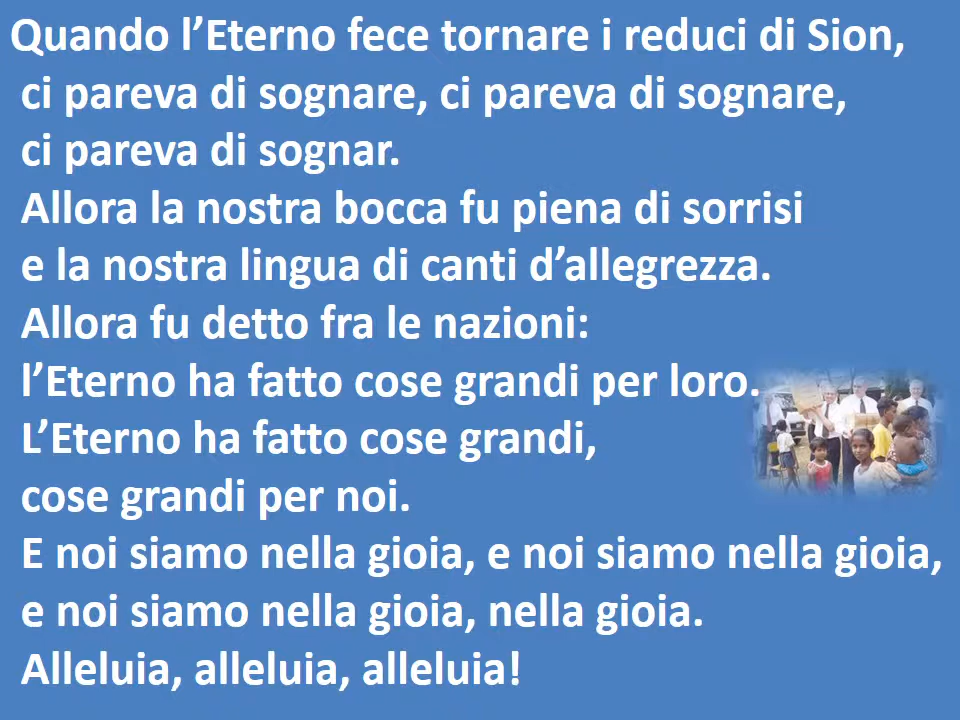 Quando l’Eterno fece tornare i reduci di Sion,
ci pareva di sognare, ci pareva di sognare,
ci pareva di sognar.
Allora la nostra bocca fu piena di sorrisi
e la nostra lingua di canti d’allegrezza.
Allora fu detto fra le nazioni:
l’Eterno ha fatto cose grandi per loro.
L’Eterno ha fatto cose grandi,
cose grandi per noi.
E noi siamo nella gioia, e noi siamo nella gioia,
e noi siamo nella gioia, nella gioia.
Alleluia, alleluia, alleluia!